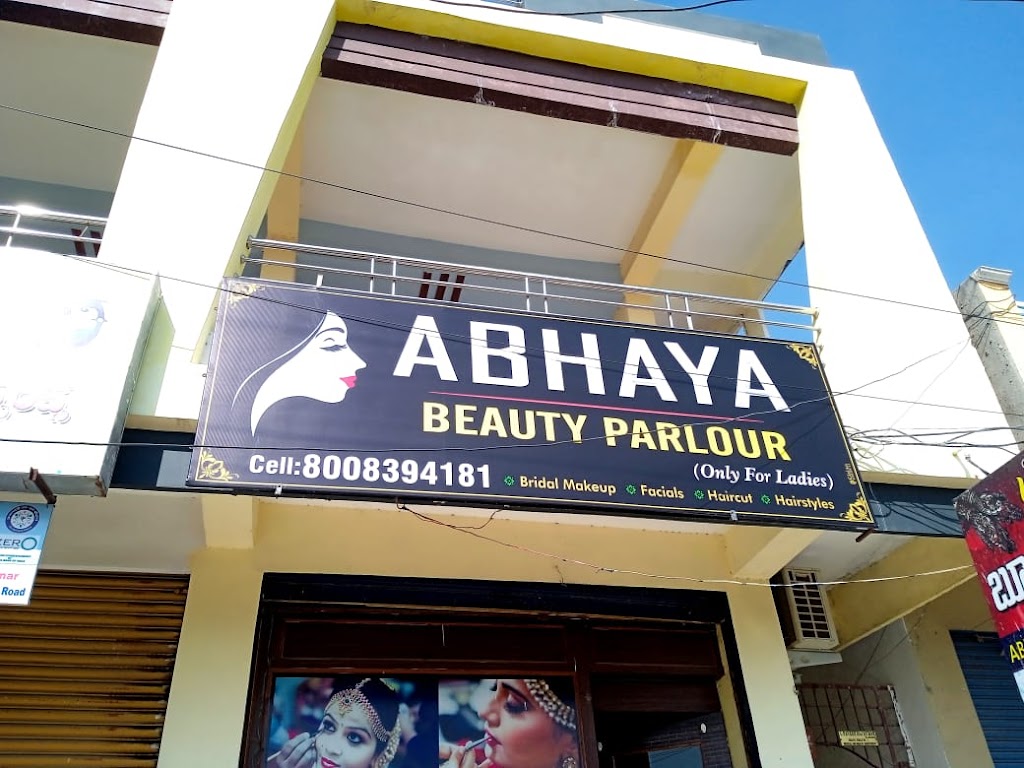 ABHAYA
BEAUTY PARLOUR
(Only For Ladies)
Cell:8008394181
Bridal Makeup Facials Haircut Hairstyles
Road